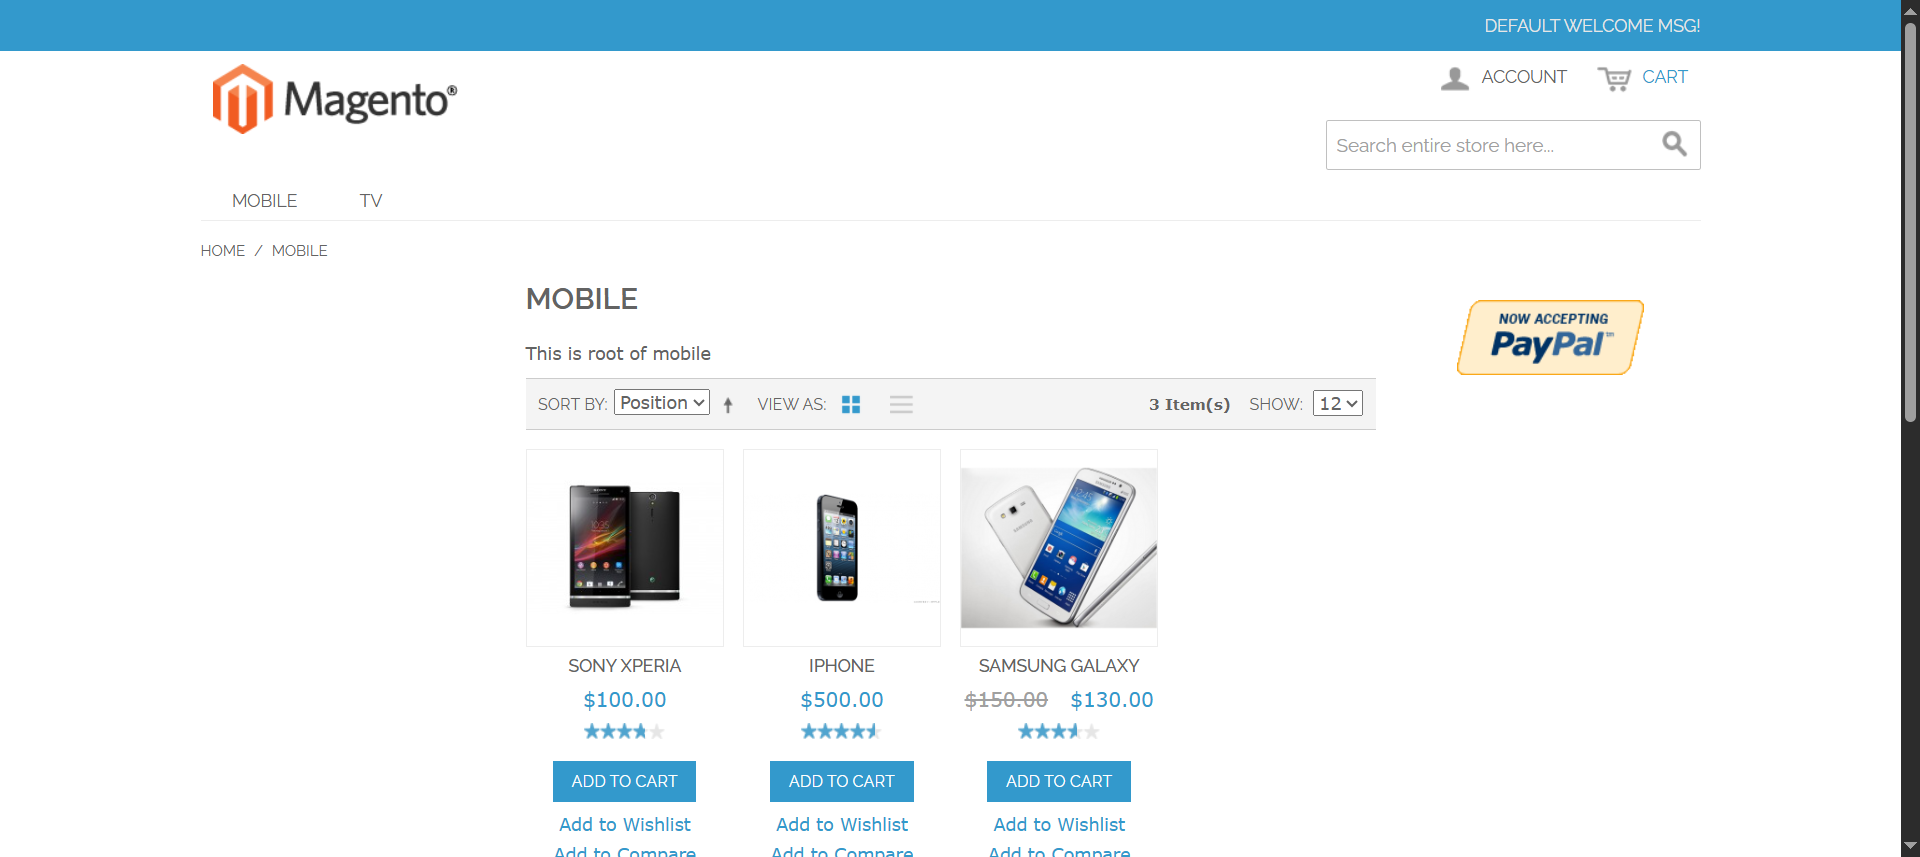 DEFAULT WELCOME MSG!
Magento®
ACCOUNT
CART
Search entire store here...
MOBILE
TV
HOME / MOBILE
MOBILE
NOW ACCEPTING
PayPal™
This is root of mobile
SORT BY: Position
VIEW AS:
3 Item(s)
SHOW: 12
SONY XPERIA
IPHONE
SAMSUNG GALAXY
$100.00
$500.00
$150.00 $130.00
ADD TO CART
ADD TO CART
ADD TO CART
Add to Wishlist
Add to Wishlist
Add to Wishlist
Add to Compare
Add to Compare
Add to Compare